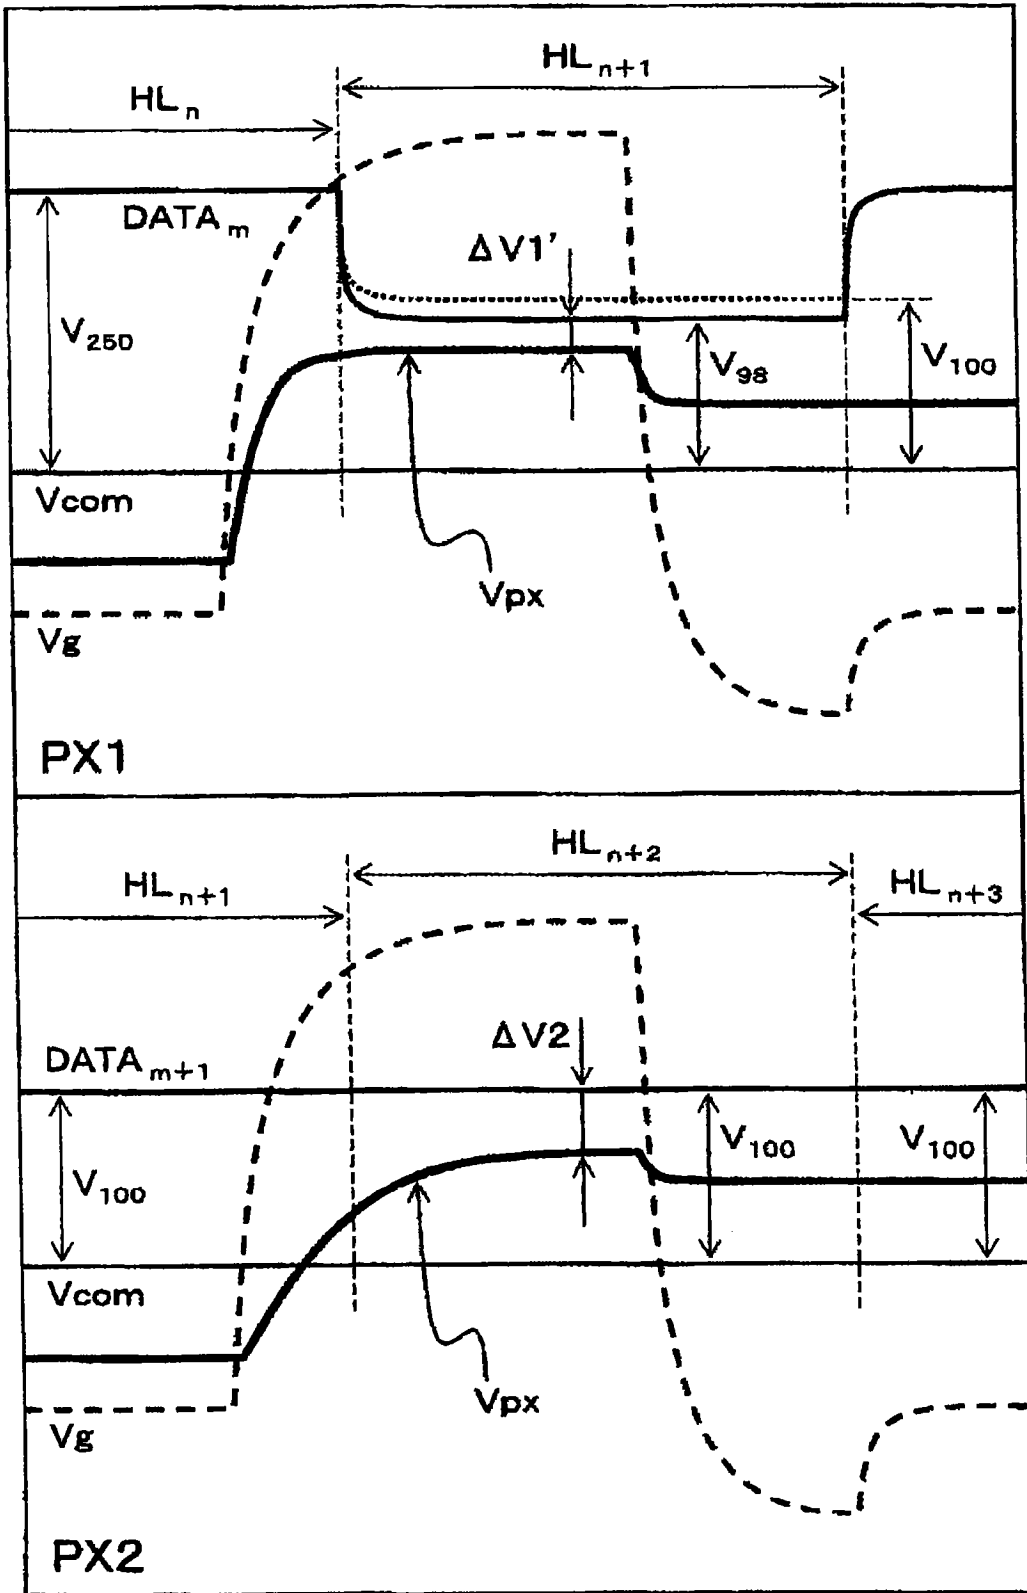 HLn+1
HLn
DATAm
ΔV1'
V250
V98
V100
Vcom
Vpx
Vg
PX1
HLn+2
HLn+1
HLn+3
ΔV2
DATAm+1
V100
V100
V100
Vcom
Vpx
Vg
PX2